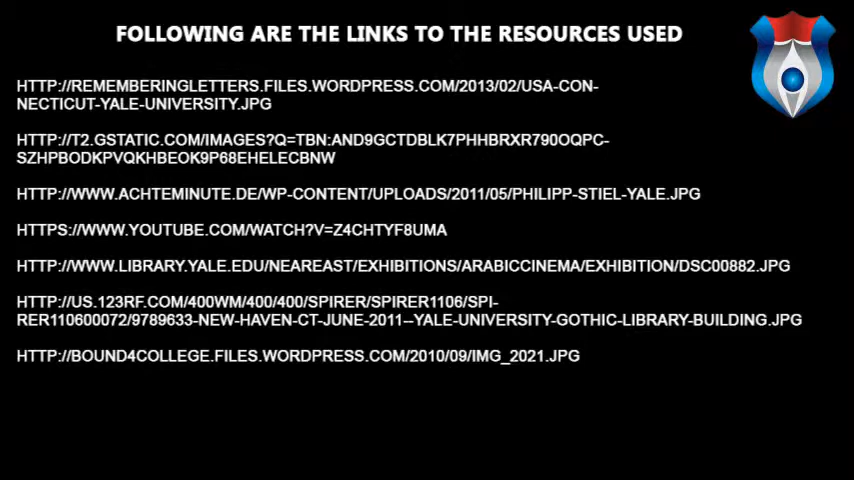 FOLLOWING ARE THE LINKS TO THE RESOURCES USED
HTTP://REMEMBERINGLETTERS.FILES.WORDPRESS.COM/2013/02/USA-CON-
NECTICUT-YALE-UNIVERSITY.JPG
HTTP://T2.GSTATIC.COM/IMAGES?Q=TBN:AND9GCTDBLK7PHHBRXR790OQPC-
SZHPBODKPVQKHBEOK9P68EHELECBNW
HTTP://WWW.ACHTEMINUTE.DE/WP-CONTENT/UPLOADS/2011/05/PHILIPP-STIEL-YALE.JPG
HTTPS://WWW.YOUTUBE.COM/WATCH?V=Z4CHTYF8UMA
HTTP://WWW.LIBRARY.YALE.EDU/NEAREAST/EXHIBITIONS/ARABICCINEMA/EXHIBITION/DSC00882.JPG
HTTP://US.123RF.COM/400WM/400/400/SPIRER/SPIRER1106/SPI-
RER110600072/9789633-NEW-HAVEN-CT-JUNE-2011--YALE-UNIVERSITY-GOTHIC-LIBRARY-BUILDING.JPG
HTTP://BOUND4COLLEGE.FILES.WORDPRESS.COM/2010/09/IMG_2021.JPG